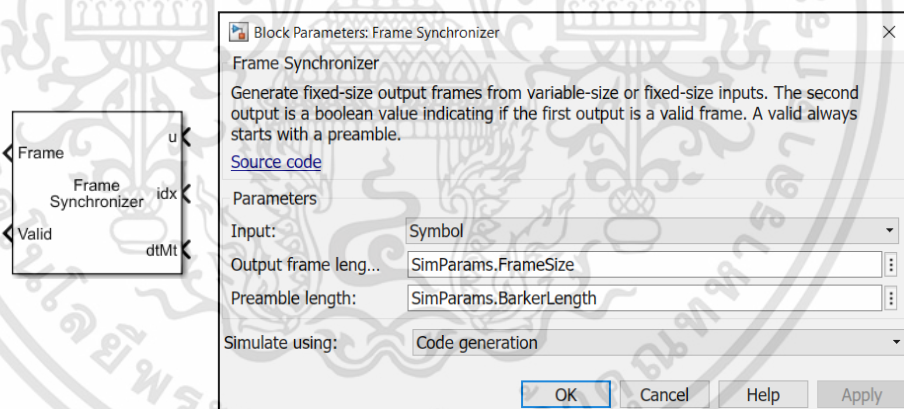 Block Parameters: Frame Synchronizer
Frame Synchronizer
Generate fixed-size output frames from variable-size or fixed-size inputs. The second
output is a boolean value indicating if the first output is a valid frame. A valid always
starts with a preamble.
Source code
Parameters
Input: Symbol
Output frame leng... SimParams.FrameSize
Preamble length: SimParams.BarkerLength
Simulate using: Code generation
OK Cancel Help Apply
Frame
u
Frame
Synchronizer
idx
Valid
dtMt